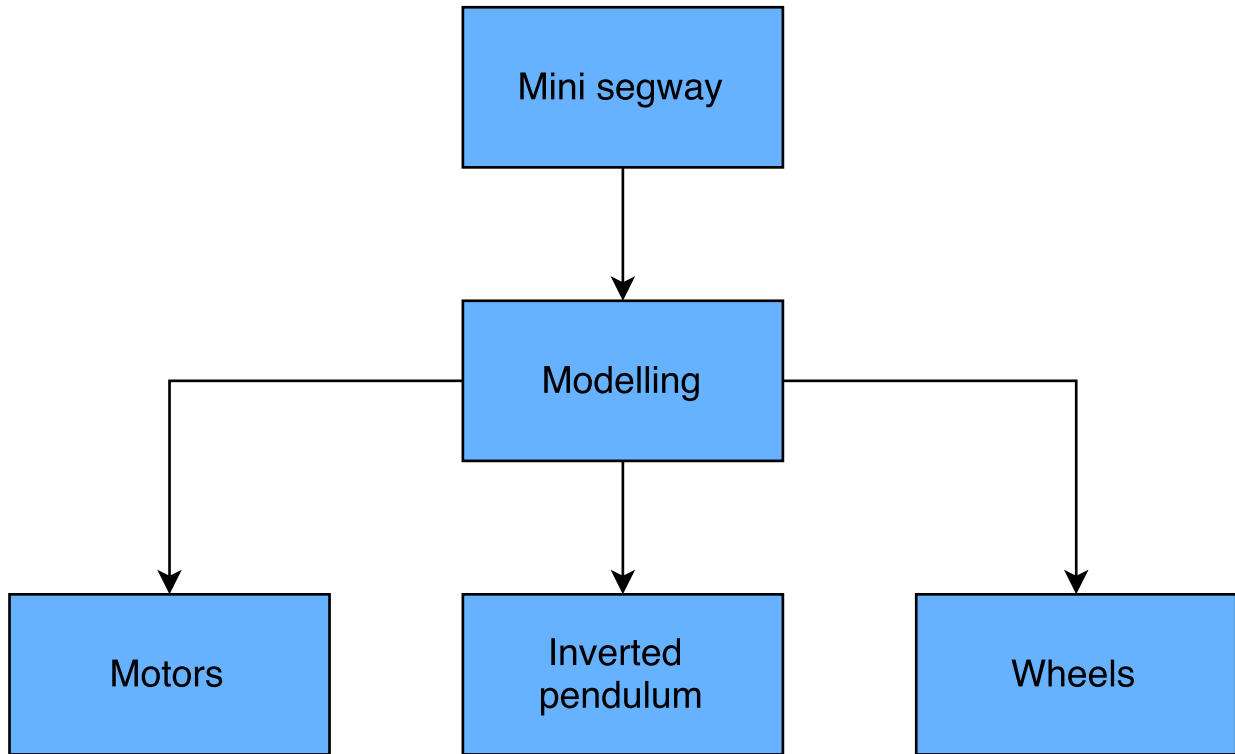 Mini segway
Modelling
Motors
Inverted
pendulum
Wheels